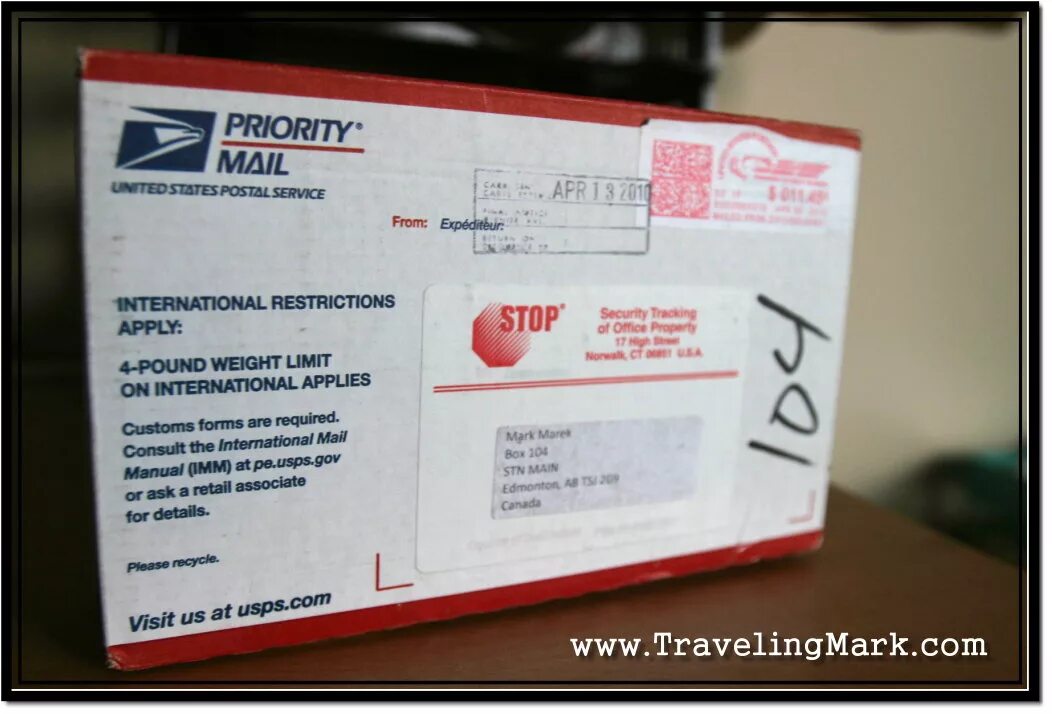 PRIORITY®
MAIL
UNITED STATES POSTAL SERVICE
From: Expéditeur:
APR 13 2010
$ 011.45
INTERNATIONAL RESTRICTIONS
APPLY:
4-POUND WEIGHT LIMIT
ON INTERNATIONAL APPLIES
Customs forms are required.
Consult the International Mail
Manual (IMM) at pe.usps.gov
or ask a retail associate
for details.
Please recycle.
Visit us at usps.com
STOP®
Security Tracking
of Office Property
17 High Street
Norwalk, CT 06851 U.S.A.
Mark Marek
Box 104
STN MAIN
Edmonton, AB T5J 2G9
Canada
104
www.TravelingMark.com